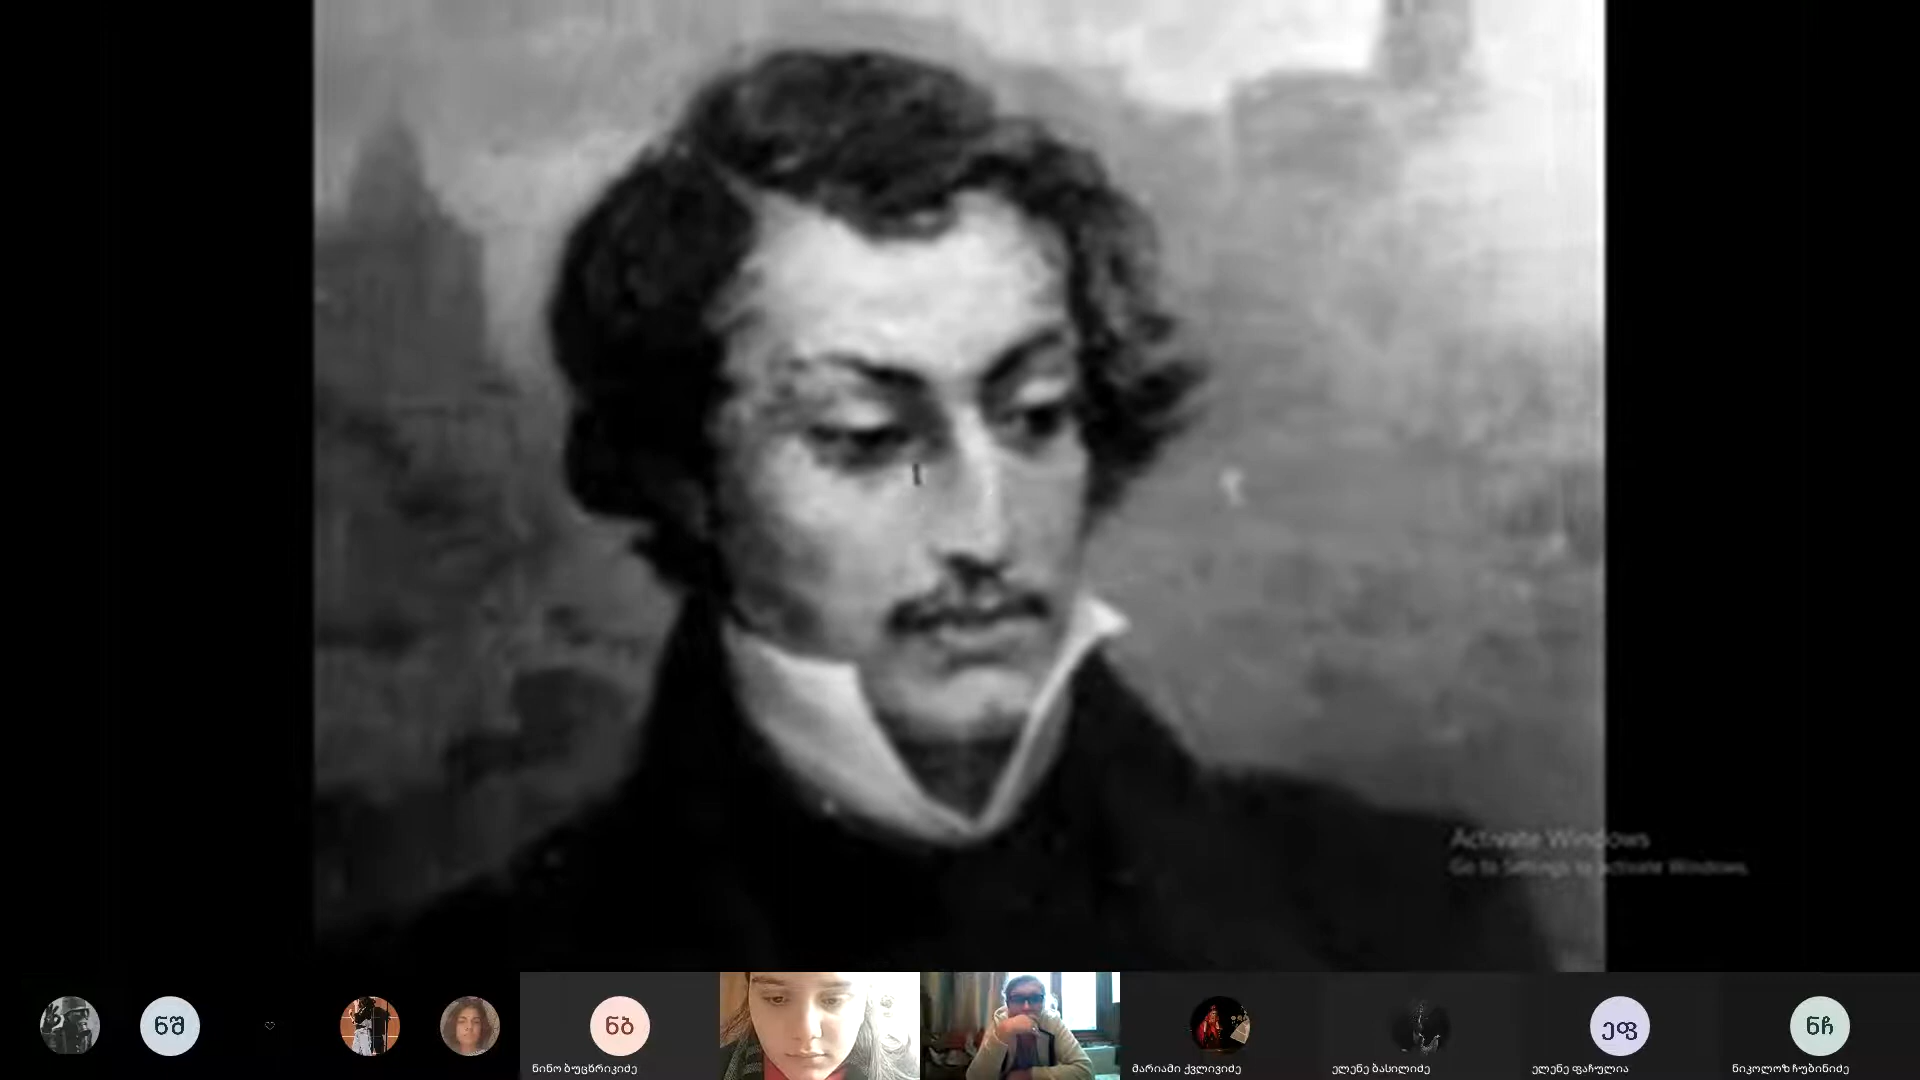 Activate Windows
Go to Settings to activate Windows.
ნშ
ნბ
ეფ
ნჩ
ნინო ბუცხრიკიძე
მარიამი ქვლივიძე
ელენე ბასილიძე
ელენე ფაჩულია
ნიკოლოზ ჩუბინიძე